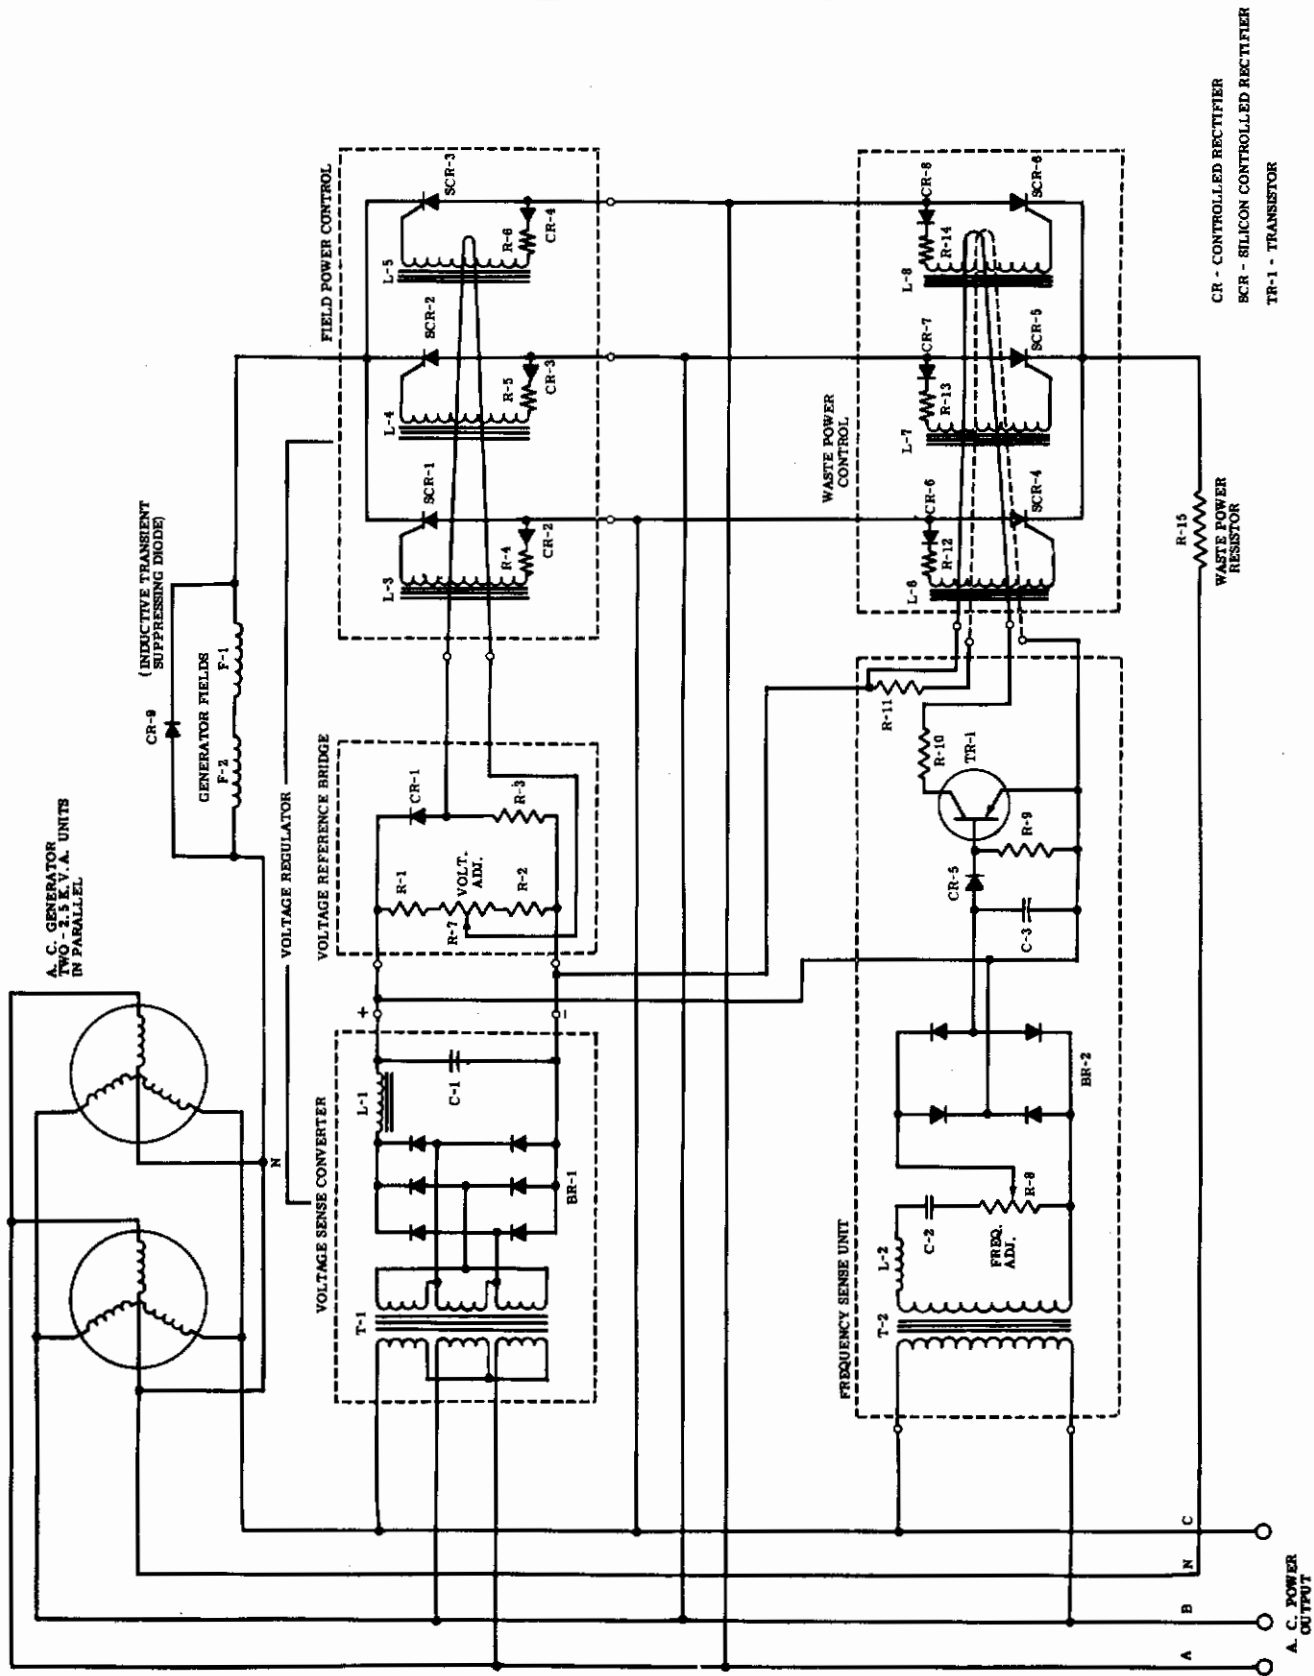 A. C. GENERATOR
TWO - 2.5 K.V.A. UNITS
IN PARALLEL
CR-9
(INDUCTIVE TRANSIENT
SUPPRESSING DIODE)
GENERATOR FIELDS
F-2
F-1
N
VOLTAGE REGULATOR
VOLTAGE SENSE CONVERTER
T-1
BR-1
L-1
C-1
+
-
VOLTAGE REFERENCE BRIDGE
R-1
R-7
VOLT.
ADJ.
R-2
CR-1
R-3
FIELD POWER CONTROL
L-3
R-4
CR-2
SCR-1
L-4
R-5
CR-3
SCR-2
L-5
R-6
CR-4
SCR-3
FREQUENCY SENSE UNIT
T-2
L-2
C-2
FREQ.
ADJ.
R-8
BR-2
C-3
CR-5
R-9
TR-1
R-10
R-11
WASTE POWER
CONTROL
L-6
R-12
CR-6
SCR-4
L-7
R-13
CR-7
SCR-5
L-8
R-14
CR-8
SCR-6
R-15
WASTE POWER
RESISTOR
CR - CONTROLLED RECTIFIER
SCR - SILICON CONTROLLED RECTIFIER
TR-1 - TRANSISTOR
A
B
N
C
A. C. POWER
OUTPUT